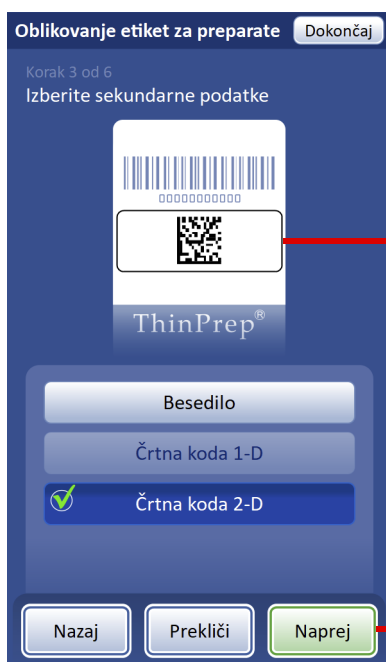 Oblikovanje etiket za preparate
Dokončaj
Korak 3 od 6
Izberite sekundarne podatke
00000000000
ThinPrep®
Besedilo
Črtna koda 1-D
Črtna koda 2-D
Nazaj
Prekliči
Naprej